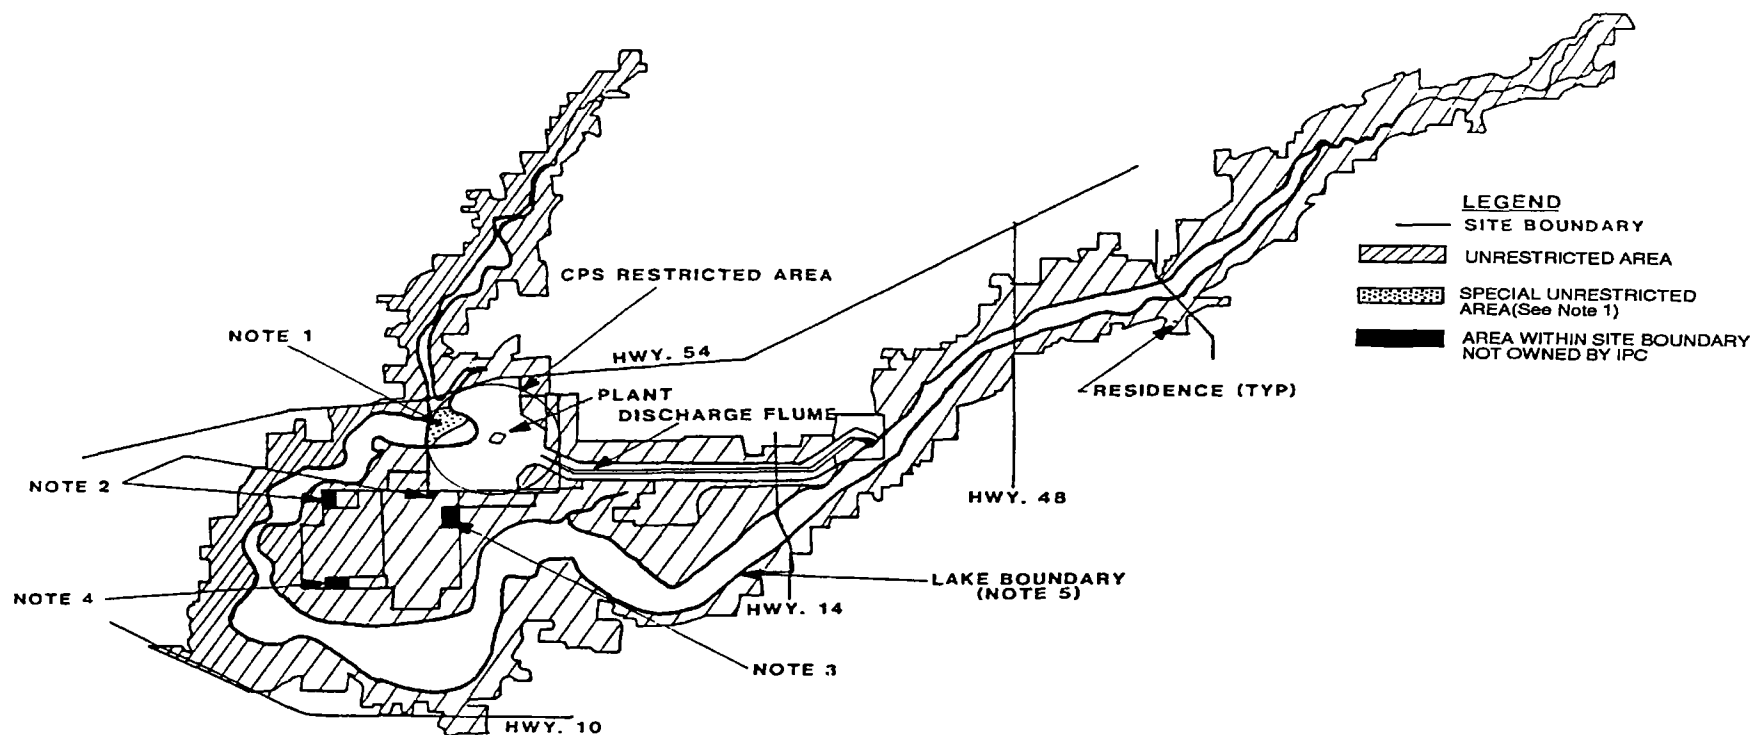 LEGEND
SITE BOUNDARY
UNRESTRICTED AREA
SPECIAL UNRESTRICTED
AREA(See Note 1)
AREA WITHIN SITE BOUNDARY
NOT OWNED BY IPC
CPS RESTRICTED AREA
NOTE 1
HWY. 54
PLANT
DISCHARGE FLUME
RESIDENCE (TYP)
NOTE 2
HWY. 48
LAKE BOUNDARY
(NOTE 5)
NOTE 4
HWY. 14
NOTE 3
HWY. 10